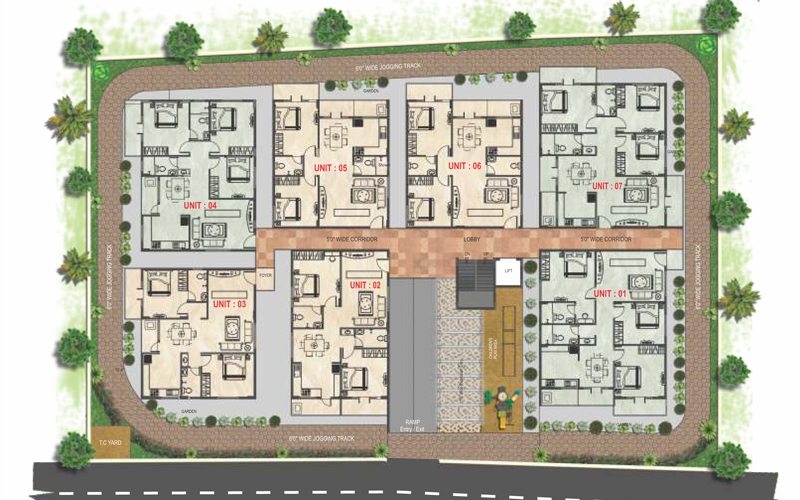 6'0" WIDE JOGGING TRACK
GARDEN
UNIT : 05
UNIT : 06
UNIT : 07
UNIT : 04
GARDEN
5'0" WIDE CORRIDOR
LOBBY
5'0" WIDE CORRIDOR
LIFT
FOYER
UNIT : 03
UNIT : 02
UNIT : 01
6'0" WIDE JOGGING TRACK
6'0" WIDE JOGGING TRACK
CHILDREN'S
PLAY AREA
GARDEN
RAMP
Entry / Exit
T.C YARD
6'0" WIDE JOGGING TRACK